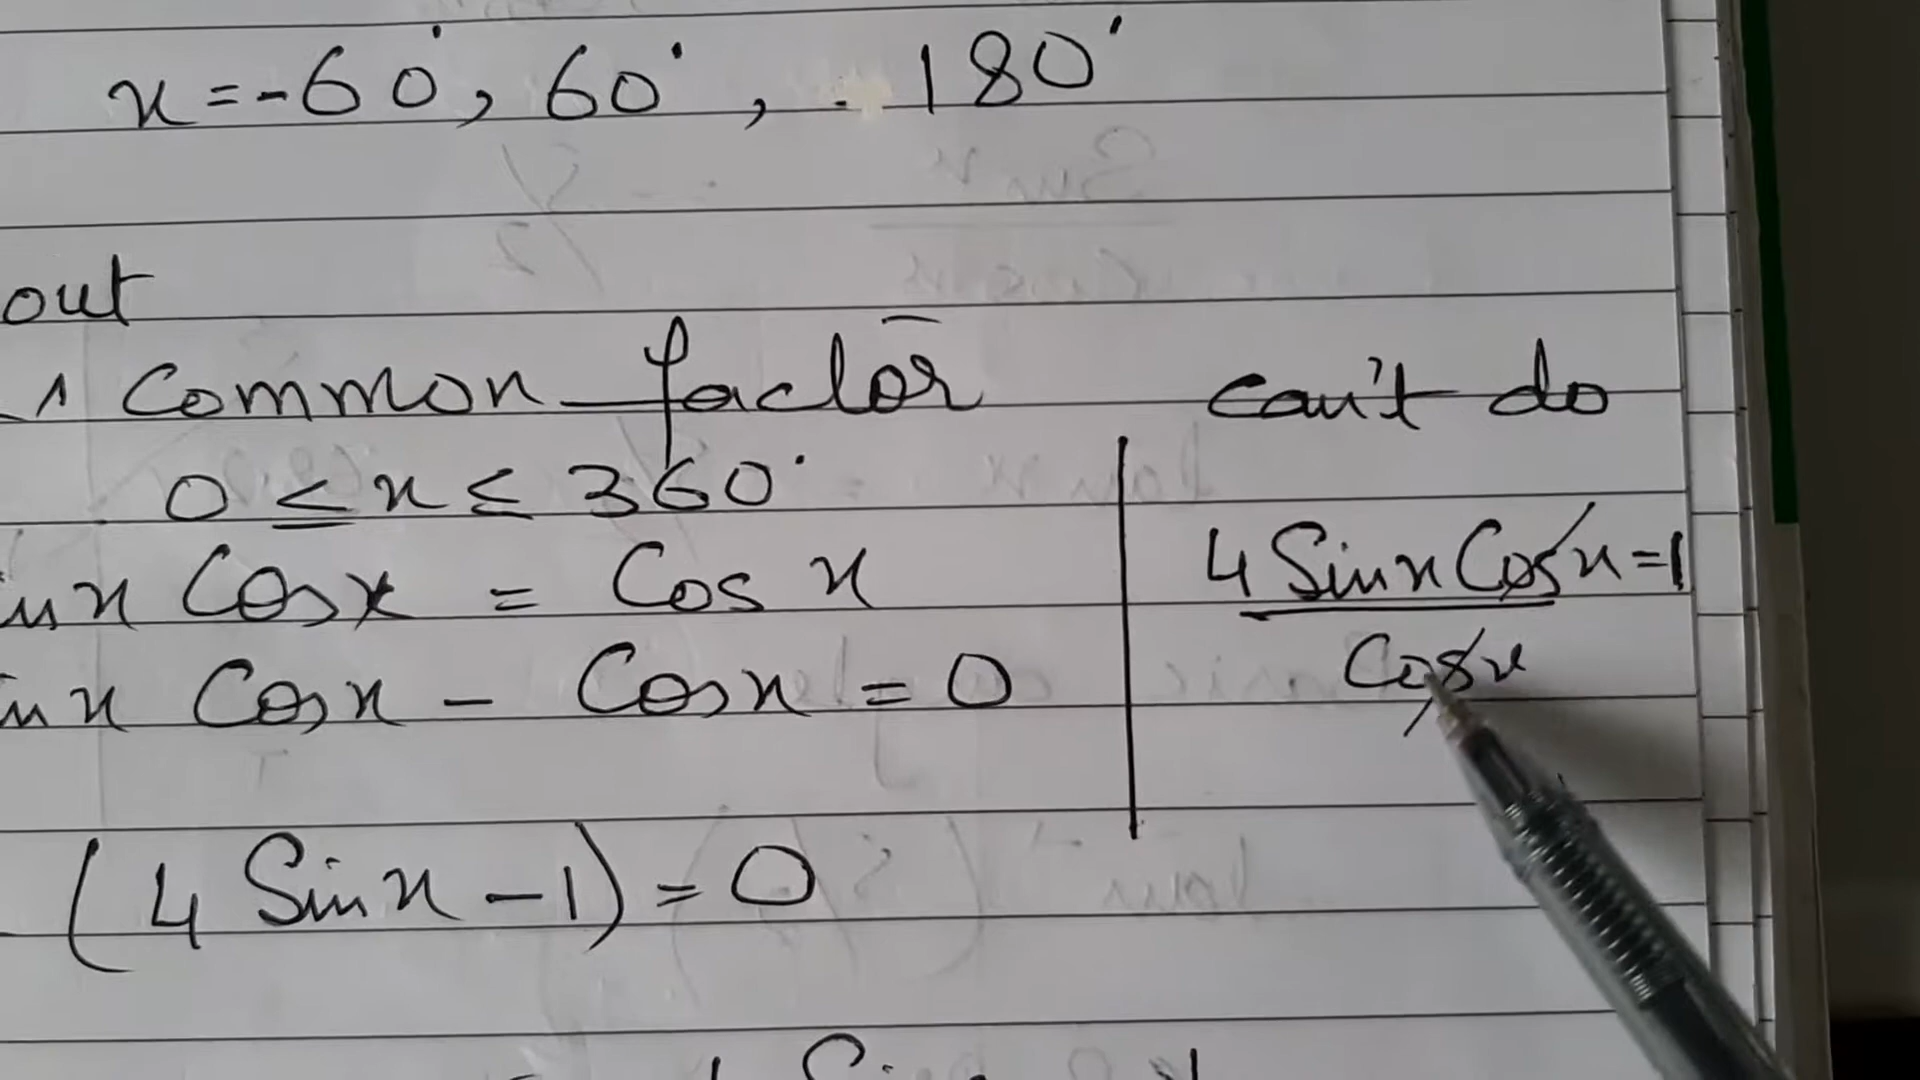 x = -60°, 60°, 180°
out
Common factor
can't do
0 ≤ x ≤ 360°
x Cos x = Cos x
x Cos x - Cos x = 0
4 Sin x Cos x = 1
Cos x
(4 Sin x - 1) = 0